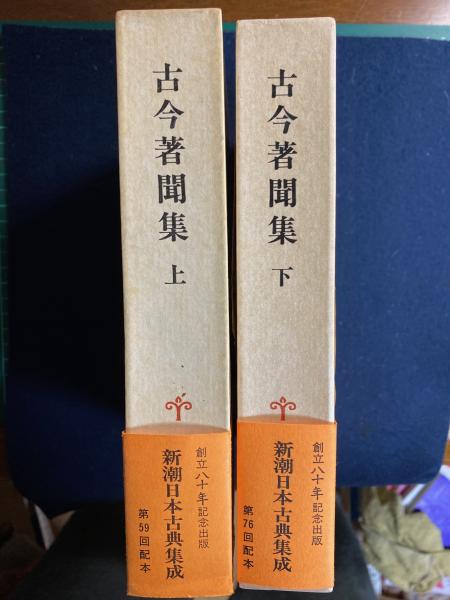 古今著聞集 上
創立八十年記念出版
新潮日本古典集成
第59回配本
古今著聞集 下
創立八十年記念出版
新潮日本古典集成
第76回配本